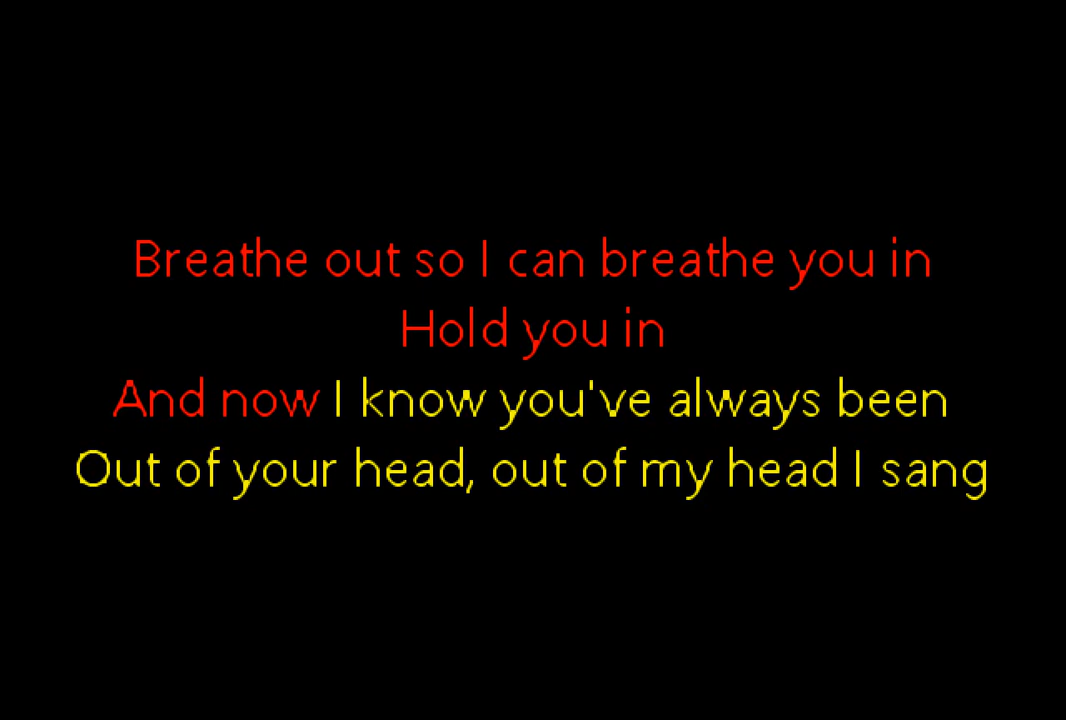 Breathe out so I can breathe you in
Hold you in
And now I know you've always been
Out of your head, out of my head I sang